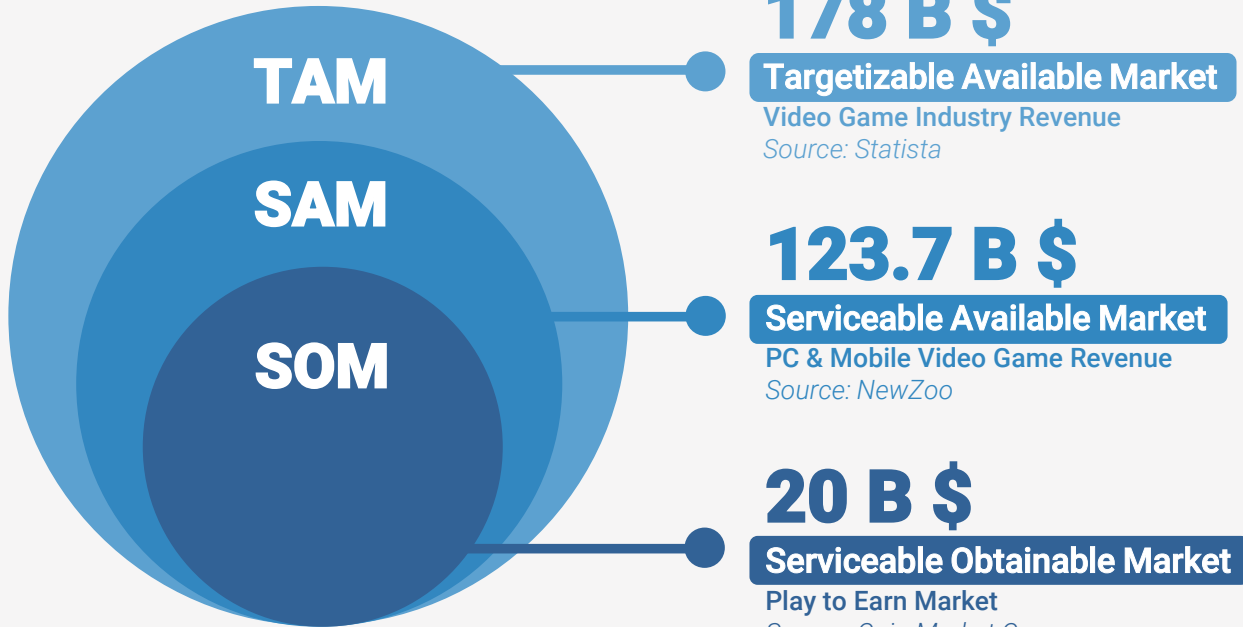 178 B $
TAM
Targetizable Available Market
Video Game Industry Revenue
Source: Statista
SAM
123.7 B $
Serviceable Available Market
PC & Mobile Video Game Revenue
SOM
Source: NewZoo
20 B $
Serviceable Obtainable Market
Play to Earn Market